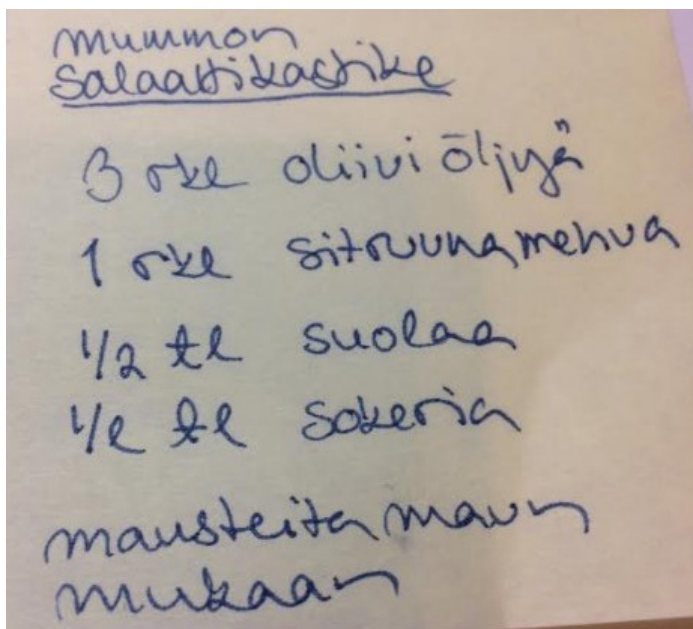 mummon
salaattikastike
3 rkl oliivi öljyä
1 rkl sitruunamehua
1/2 tl suolaa
1/2 tl sokeria
mausteita maun
mukaan